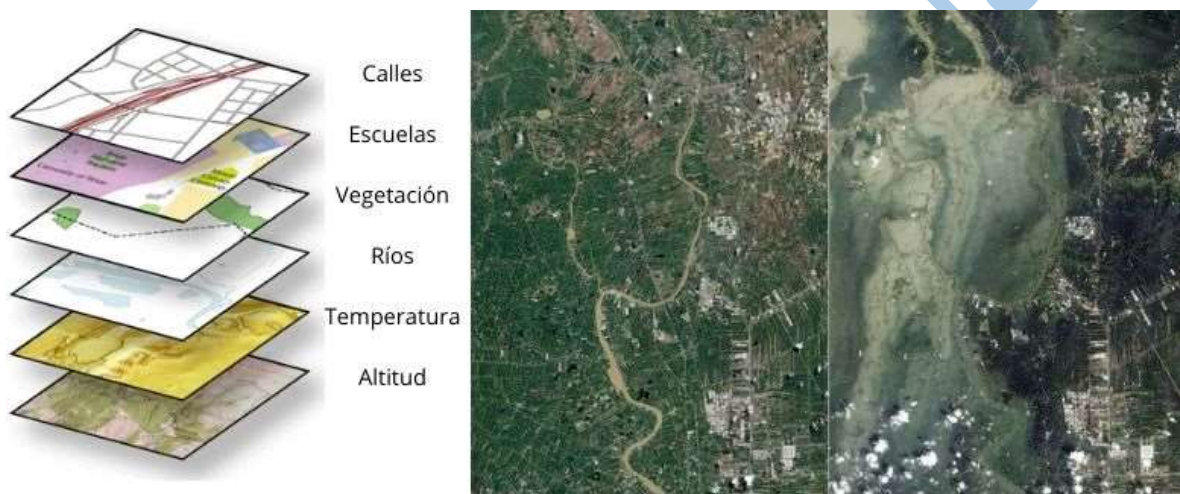 Calles
Escuelas
Vegetación
Ríos
Temperatura
Altitud